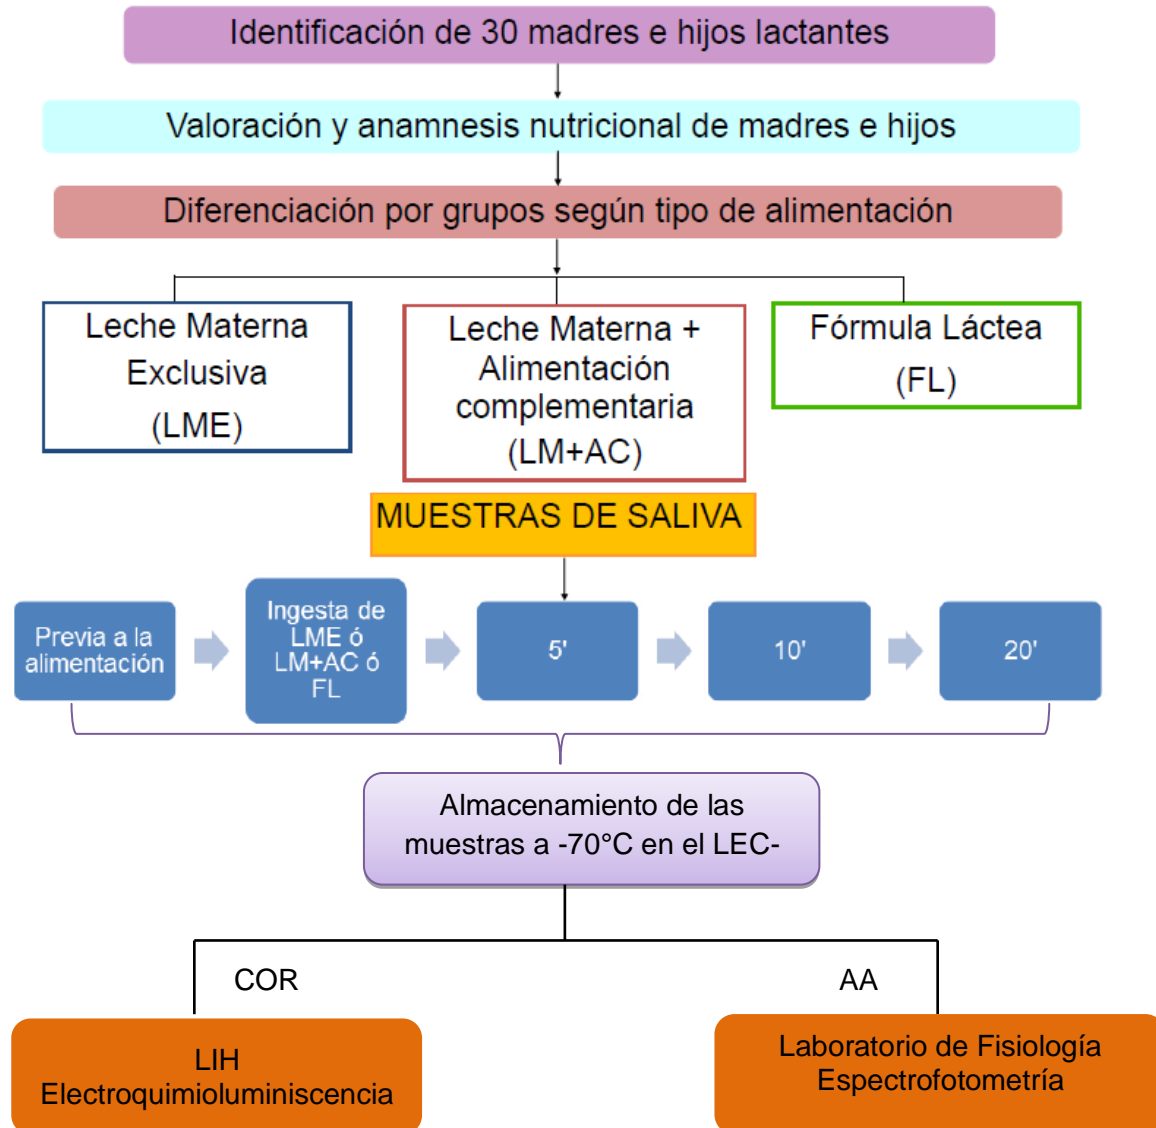 Identificación de 30 madres e hijos lactantes
Valoración y anamnesis nutricional de madres e hijos
Diferenciación por grupos según tipo de alimentación
Leche Materna
Exclusiva
(LME)
Leche Materna +
Alimentación
complementaria
(LM+AC)
Fórmula Láctea
(FL)
MUESTRAS DE SALIVA
Previa a la
alimentación
Ingesta de
LME ó
LM+AC ó
FL
5'
10'
20'
Almacenamiento de las
muestras a -70°C en el LEC-
COR
AA
LIH
Electroquimioluminiscencia
Laboratorio de Fisiología
Espectrofotometría